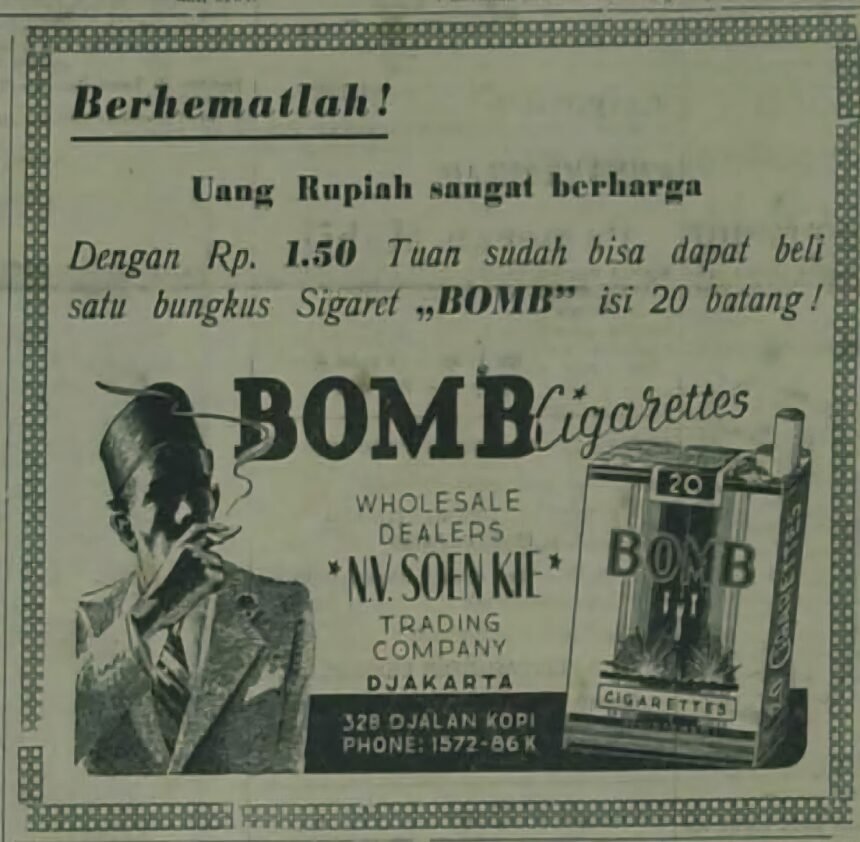 Berhematlah!
Uang Rupiah sangat berharga
Dengan Rp. 1.50 Tuan sudah bisa dapat beli
satu bungkus Sigaret „BOMB” isi 20 batang!
BOMB Cigarettes
WHOLESALE
DEALERS
*N.V. SOEN KIE*
TRADING
COMPANY
DJAKARTA
32B DJALAN KOPI
PHONE: 1572-86 K
20
BOMB
CIGARETTES
20 CIGARETTES